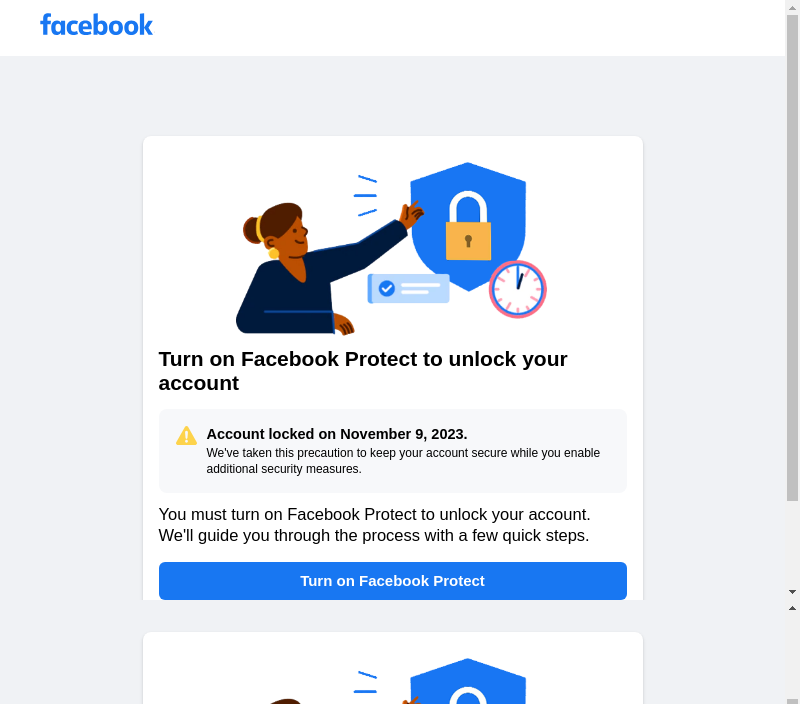 facebook
Turn on Facebook Protect to unlock your
account
Account locked on November 9, 2023.
We've taken this precaution to keep your account secure while you enable
additional security measures.
You must turn on Facebook Protect to unlock your account.
We'll guide you through the process with a few quick steps.
Turn on Facebook Protect